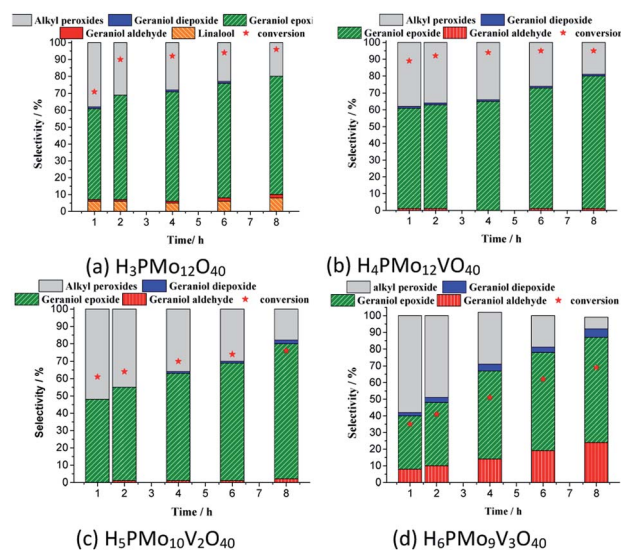 Alkyl peroxides Geraniol diepoxide
Geraniol epoxi
Geraniol aldehyde Linalool conversion
100
90
80
70
60
50
40
30
20
10
0
Selectivity / %
1 2 3 4 5 6 7 8
Time/ h
(a) H₃PMo₁₂O₄₀
Alkyl peroxides Geraniol diepoxide
Geraniol epoxide Geraniol aldehyde conversion
100
90
80
70
60
50
40
30
20
10
0
Selectivity / %
1 2 3 4 5 6 7 8
Time/ h
(b) H₄PMo₁₂VO₄₀
Alkyl Peroxides Geraniol diepoxide
Geraniol epoxide Geraniol aldehyde conversion
100
90
80
70
60
50
40
30
20
10
0
Selectivity / %
1 2 3 4 5 6 7 8
Time / h
(c) H₅PMo₁₀V₂O₄₀
alkyl peroxide Geraniol diepoxide
Geraniol epoxide Geraniol aldehyde conversion
100
90
80
70
60
50
40
30
20
10
0
Selectivity / %
1 2 3 4 5 6 7 8
Time / h
(d) H₆PMo₉V₃O₄₀